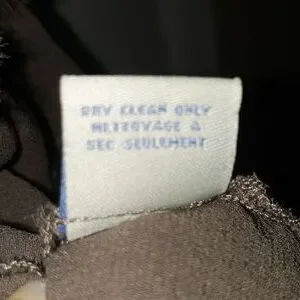 DRY CLEAN ONLY
NETTOYAGE A
SEC SEULEMENT